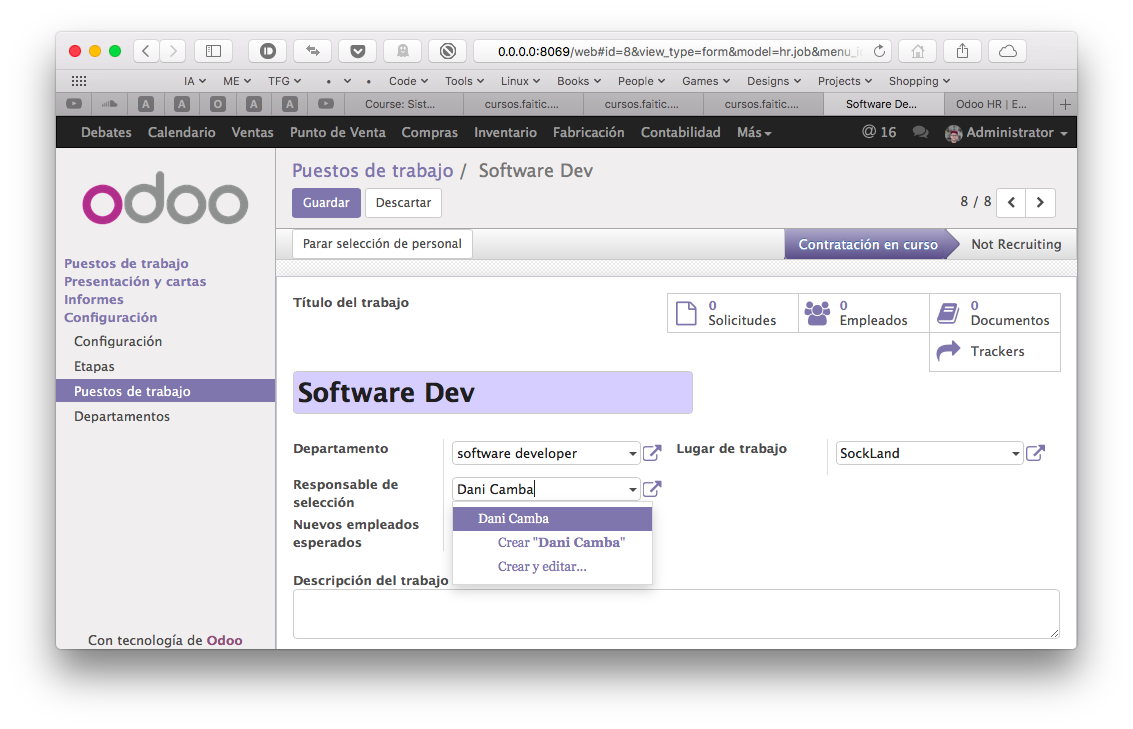 0.0.0.0:8069/web#id=8&view_type=form&model=hr.job&menu_i
IA ME TFG • • Code Tools Linux Books People Games Designs Projects Shopping
A A O A A Course: Sist... cursos.faltic.... cursos.faltic.... cursos.faltic.... Software De... Odoo HR | E... +
Debates Calendario Ventas Punto de Venta Compras Inventario Fabricación Contabilidad Más @ 16 Administrator
odoo
Puestos de trabajo / Software Dev
Guardar Descartar 8 / 8
Parar selección de personal Contratación en curso Not Recruiting
Puestos de trabajo
Presentación y cartas
Informes
Configuración
Configuración
Etapas
Puestos de trabajo
Departamentos
Con tecnología de Odoo
Título del trabajo
0 Solicitudes
0 Empleados
0 Documentos
Trackers
Software Dev
Departamento software developer
Lugar de trabajo SockLand
Responsable de selección Dani Camba
Dani Camba
Crear "Dani Camba"
Crear y editar...
Nuevos empleados esperados
Descripción del trabajo